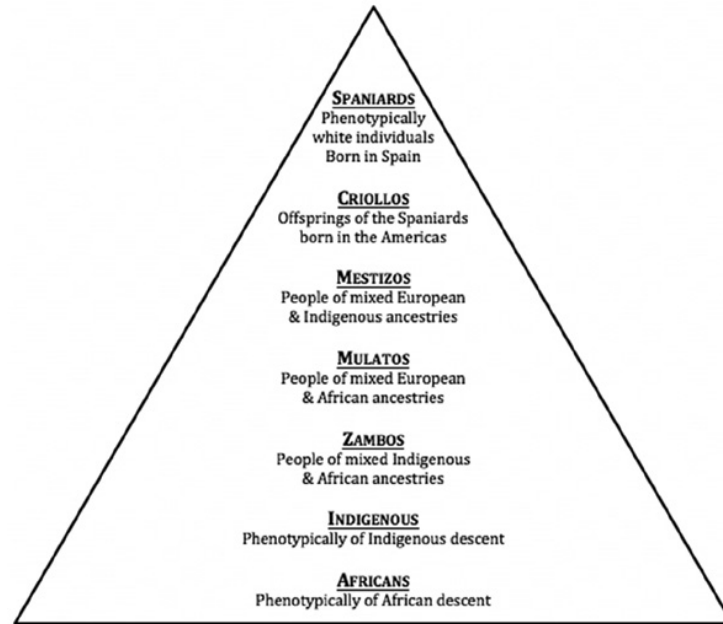 SPANIARDS
Phenotypically
white individuals
Born in Spain
CRIOLLOS
Offsprings of the Spaniards
born in the Americas
MESTIZOS
People of mixed European
& Indigenous ancestries
MULATOS
People of mixed European
& African ancestries
ZAMBOS
People of mixed Indigenous
& African ancestries
INDIGENOUS
Phenotypically of Indigenous descent
AFRICANS
Phenotypically of African descent